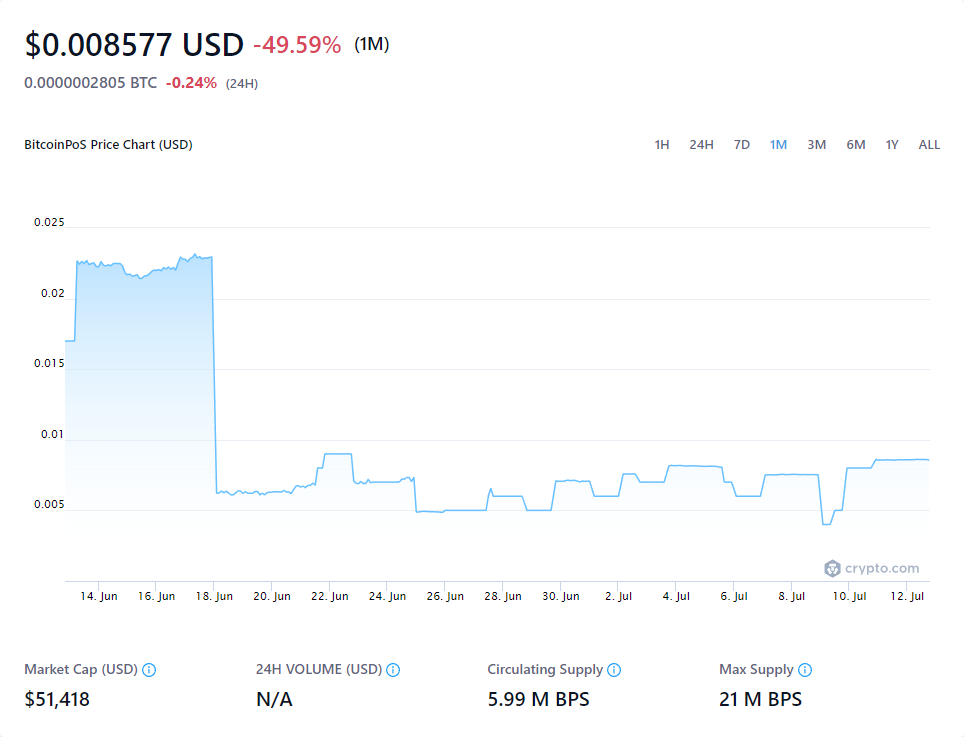 $0.008577 USD -49.59% (1M)
0.0000002805 BTC -0.24% (24H)
BitcoinPoS Price Chart (USD) 1H 24H 7D 1M 3M 6M 1Y ALL
0.025
0.02
0.015
0.01
0.005
crypto.com
14. Jun 16. Jun 18. Jun 20. Jun 22. Jun 24. Jun 26. Jun 28. Jun 30. Jun 2. Jul 4. Jul 6. Jul 8. Jul 10. Jul 12. Jul
Market Cap (USD) 24H VOLUME (USD) Circulating Supply Max Supply
$51,418 N/A 5.99 M BPS 21 M BPS